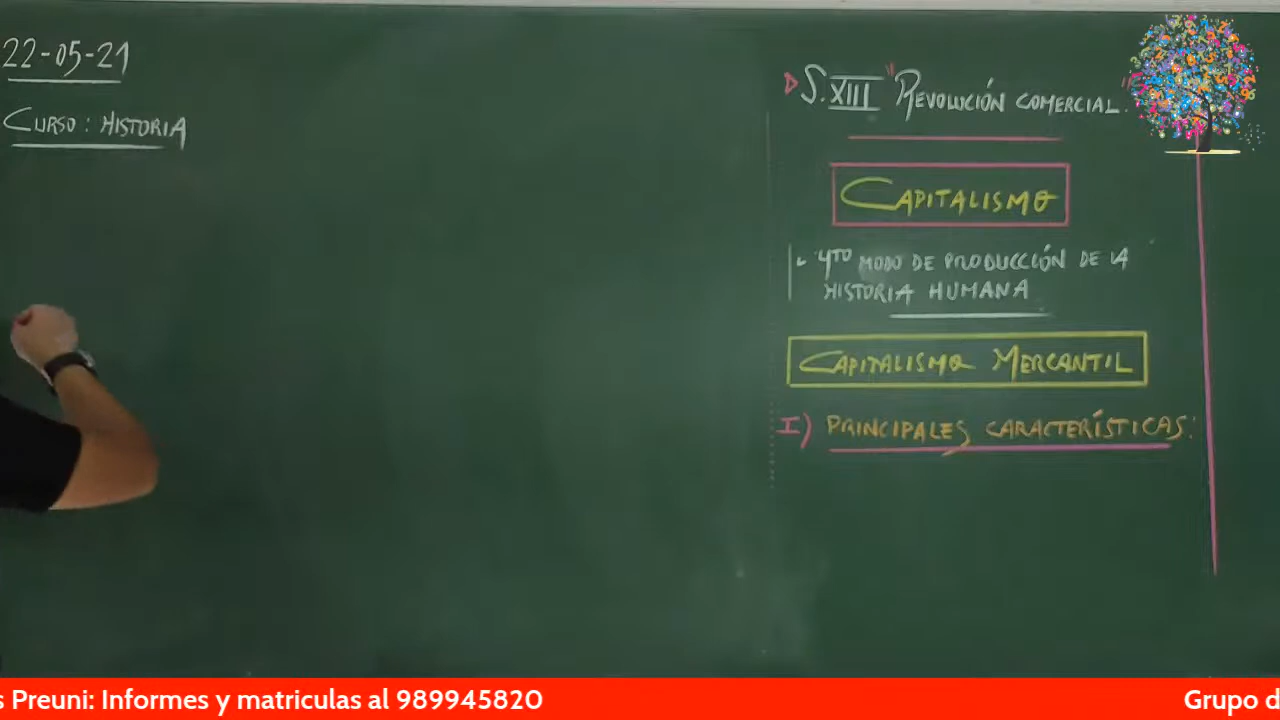 22-05-21
CURSO: HISTORIA
S.XIII "REVOLUCIÓN COMERCIAL."
CAPITALISMO
4TO MODO DE PRODUCCIÓN DE LA
HISTORIA HUMANA
CAPITALISMO MERCANTIL
I) PRINCIPALES CARACTERÍSTICAS:
s Preuni: Informes y matriculas al 989945820
Grupo d